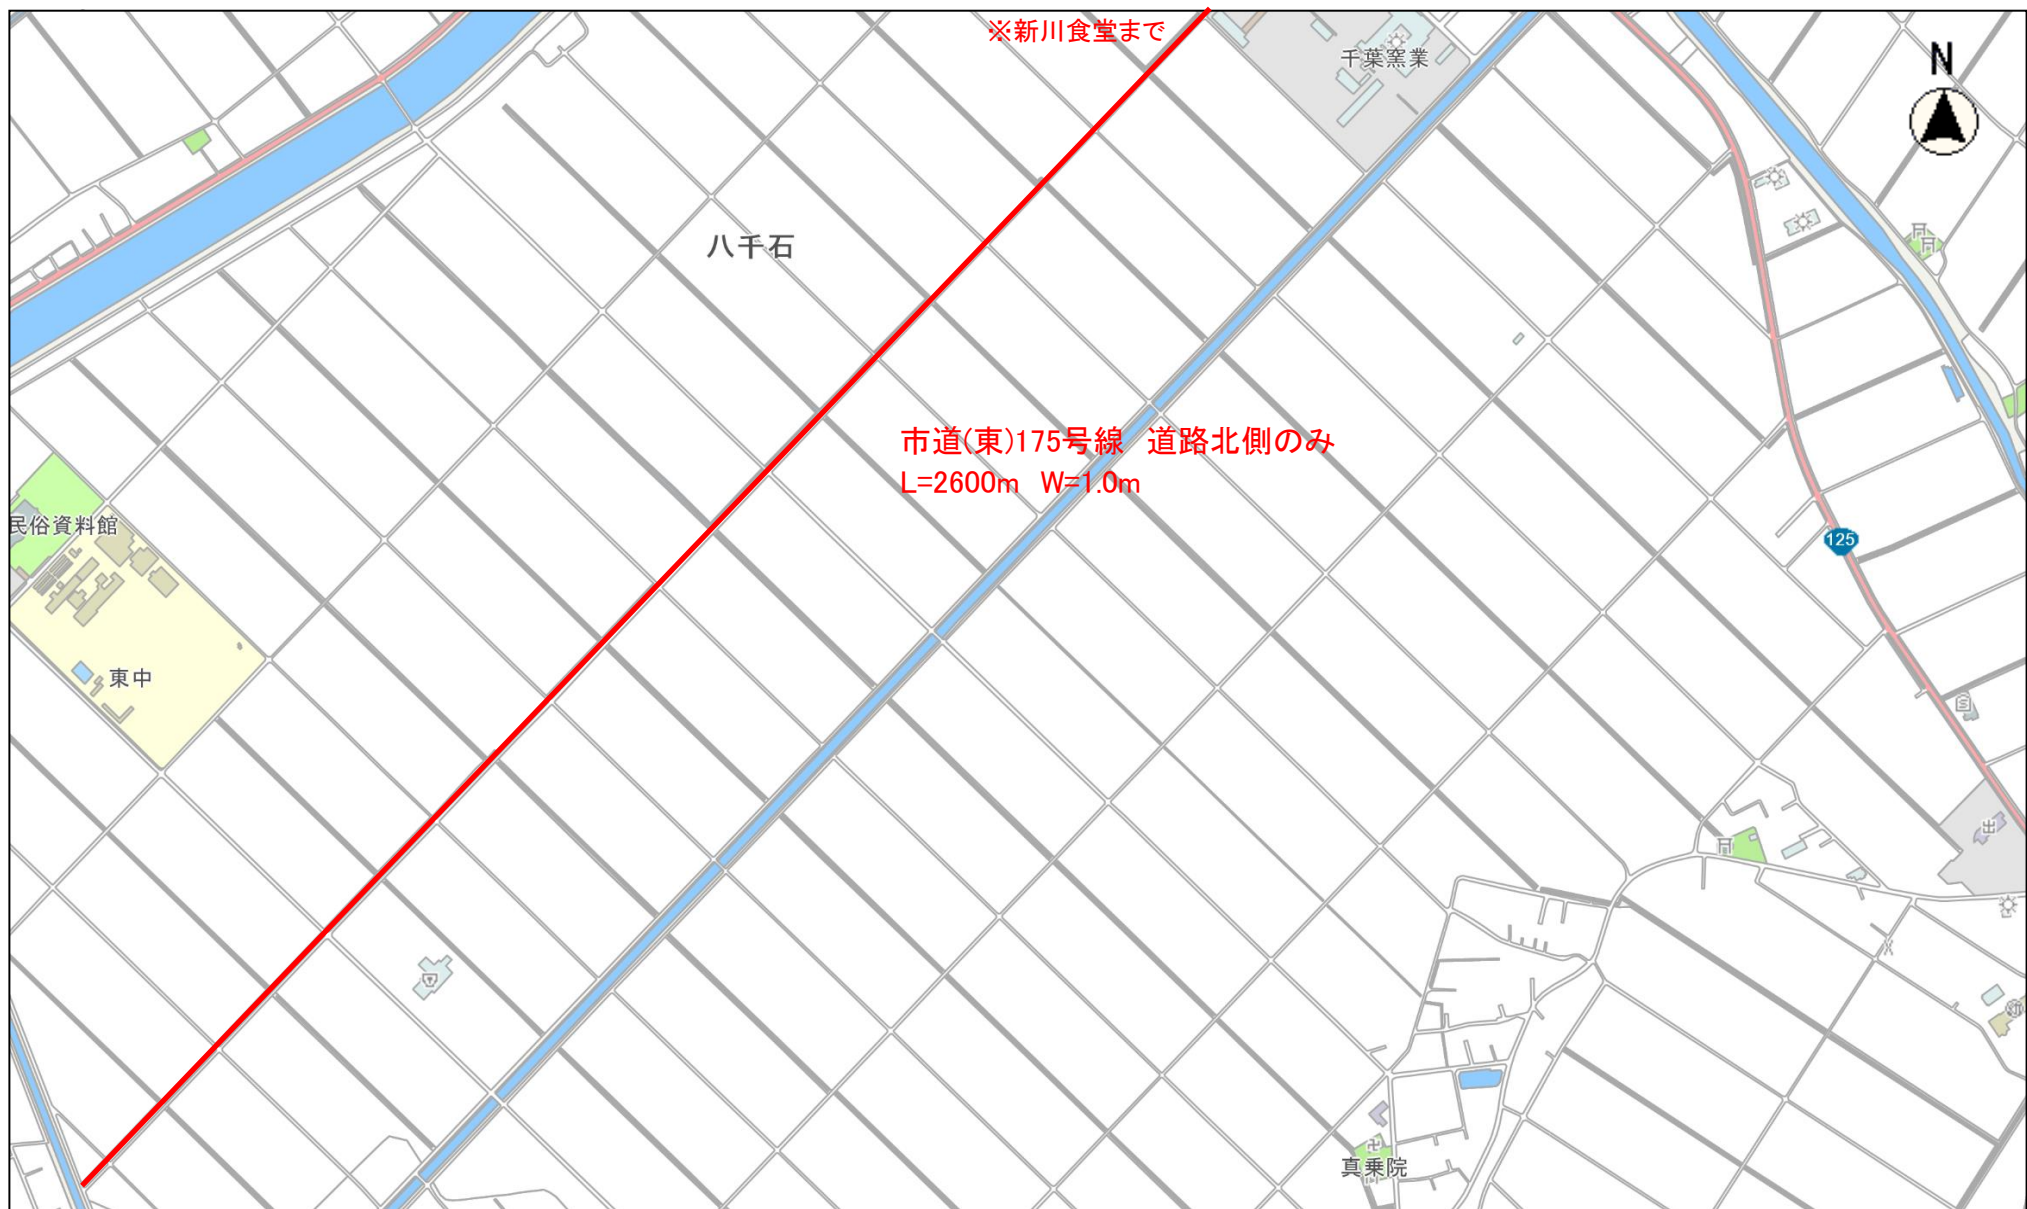 ※新川食堂まで
千葉窯業
N
八千石
市道(東)175号線　道路北側のみ
L=2600m　W=1.0m
民俗資料館
125
東中
真乗院